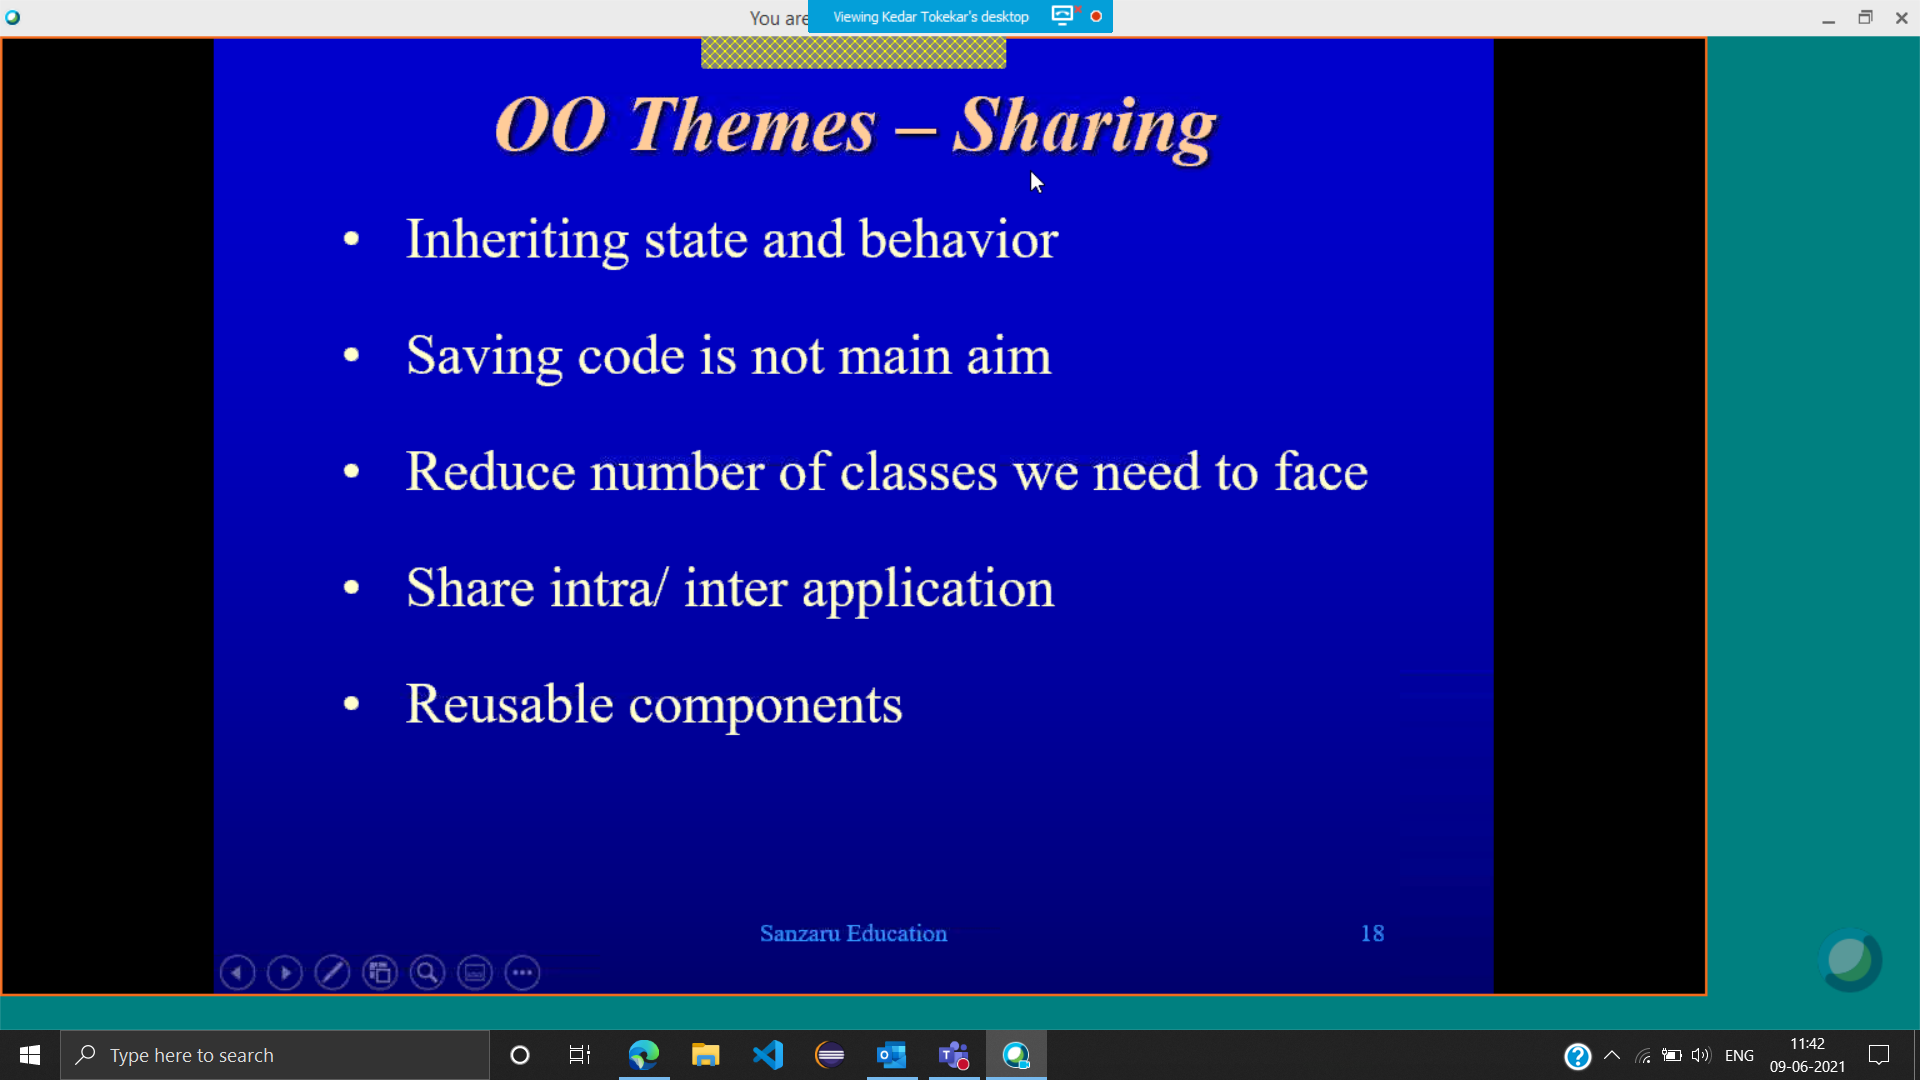 You are
Viewing Kedar Tokekar's desktop
OO Themes – Sharing
• Inheriting state and behavior
• Saving code is not main aim
• Reduce number of classes we need to face
• Share intra/ inter application
• Reusable components
Sanzaru Education
18
Type here to search
ENG
11:42
09-06-2021